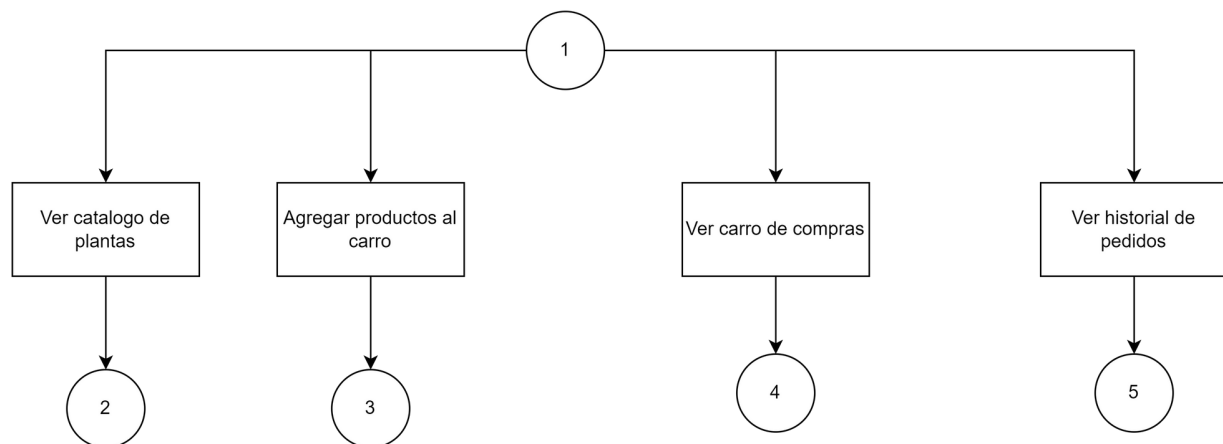 1
Ver catalogo de
plantas
Agregar productos al
carro
Ver carro de compras
Ver historial de
pedidos
2
3
4
5